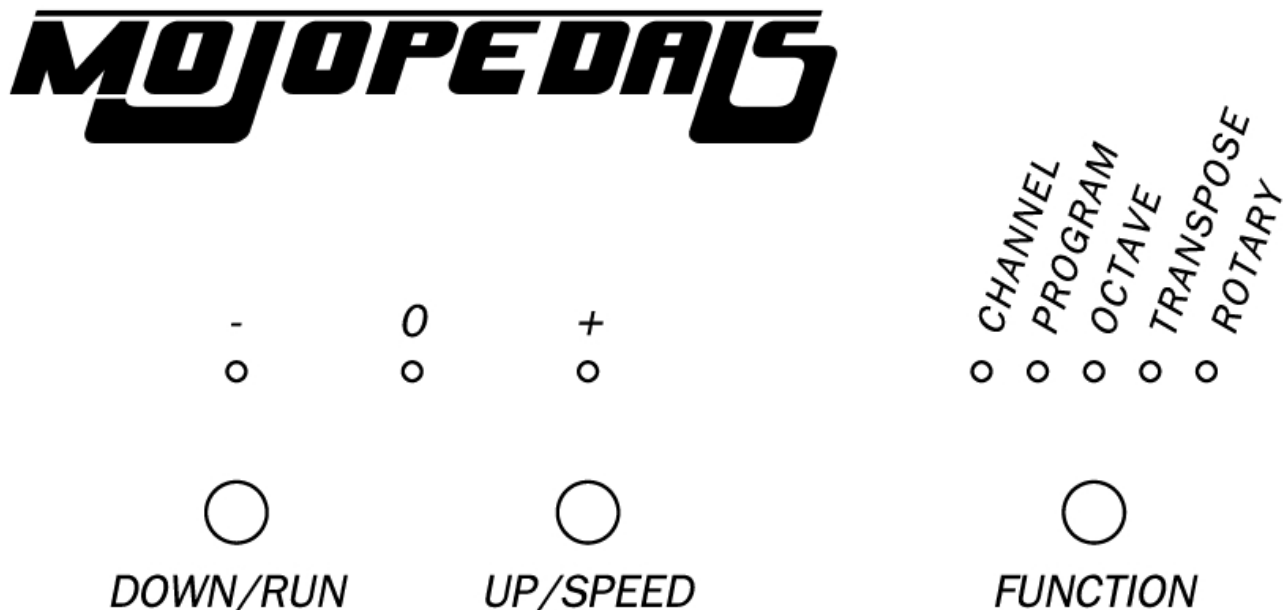 MOJOPEDALS
CHANNEL
PROGRAM
OCTAVE
TRANSPOSE
ROTARY
- 0 +
DOWN/RUN UP/SPEED FUNCTION